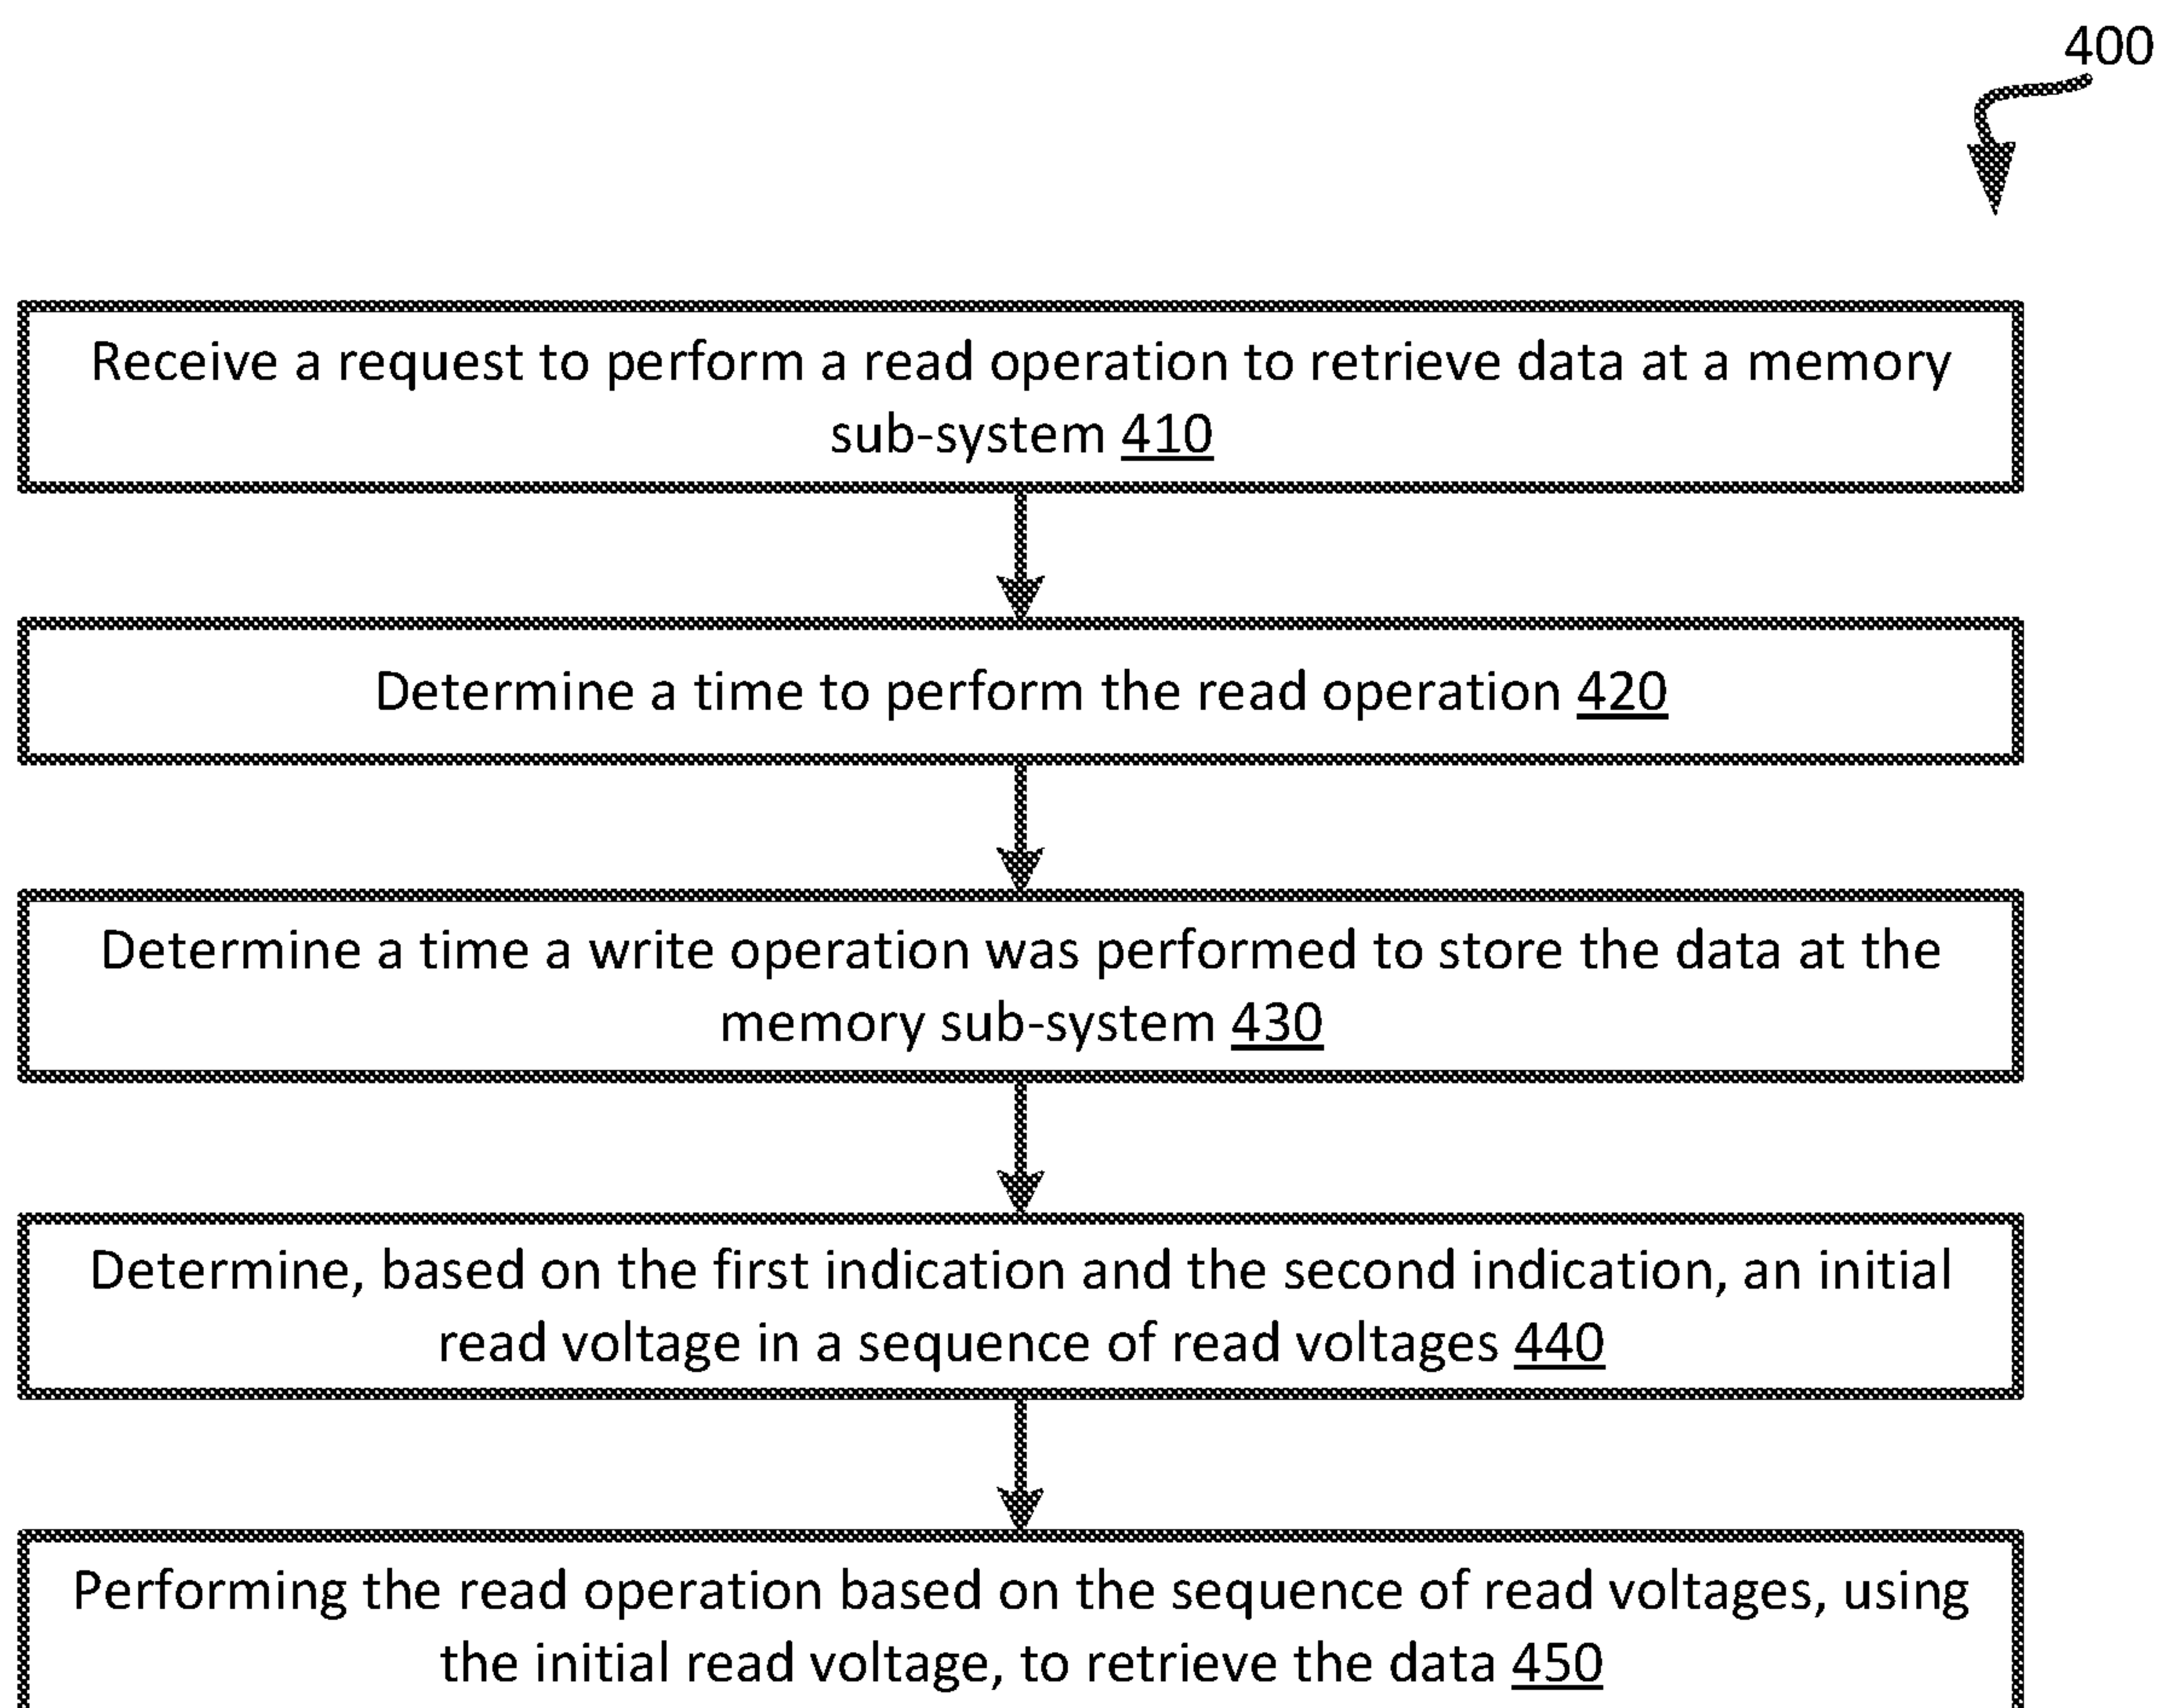 400
Receive a request to perform a read operation to retrieve data at a memory
sub-system 410
Determine a time to perform the read operation 420
Determine a time a write operation was performed to store the data at the
memory sub-system 430
Determine, based on the first indication and the second indication, an initial
read voltage in a sequence of read voltages 440
Performing the read operation based on the sequence of read voltages, using
the initial read voltage, to retrieve the data 450